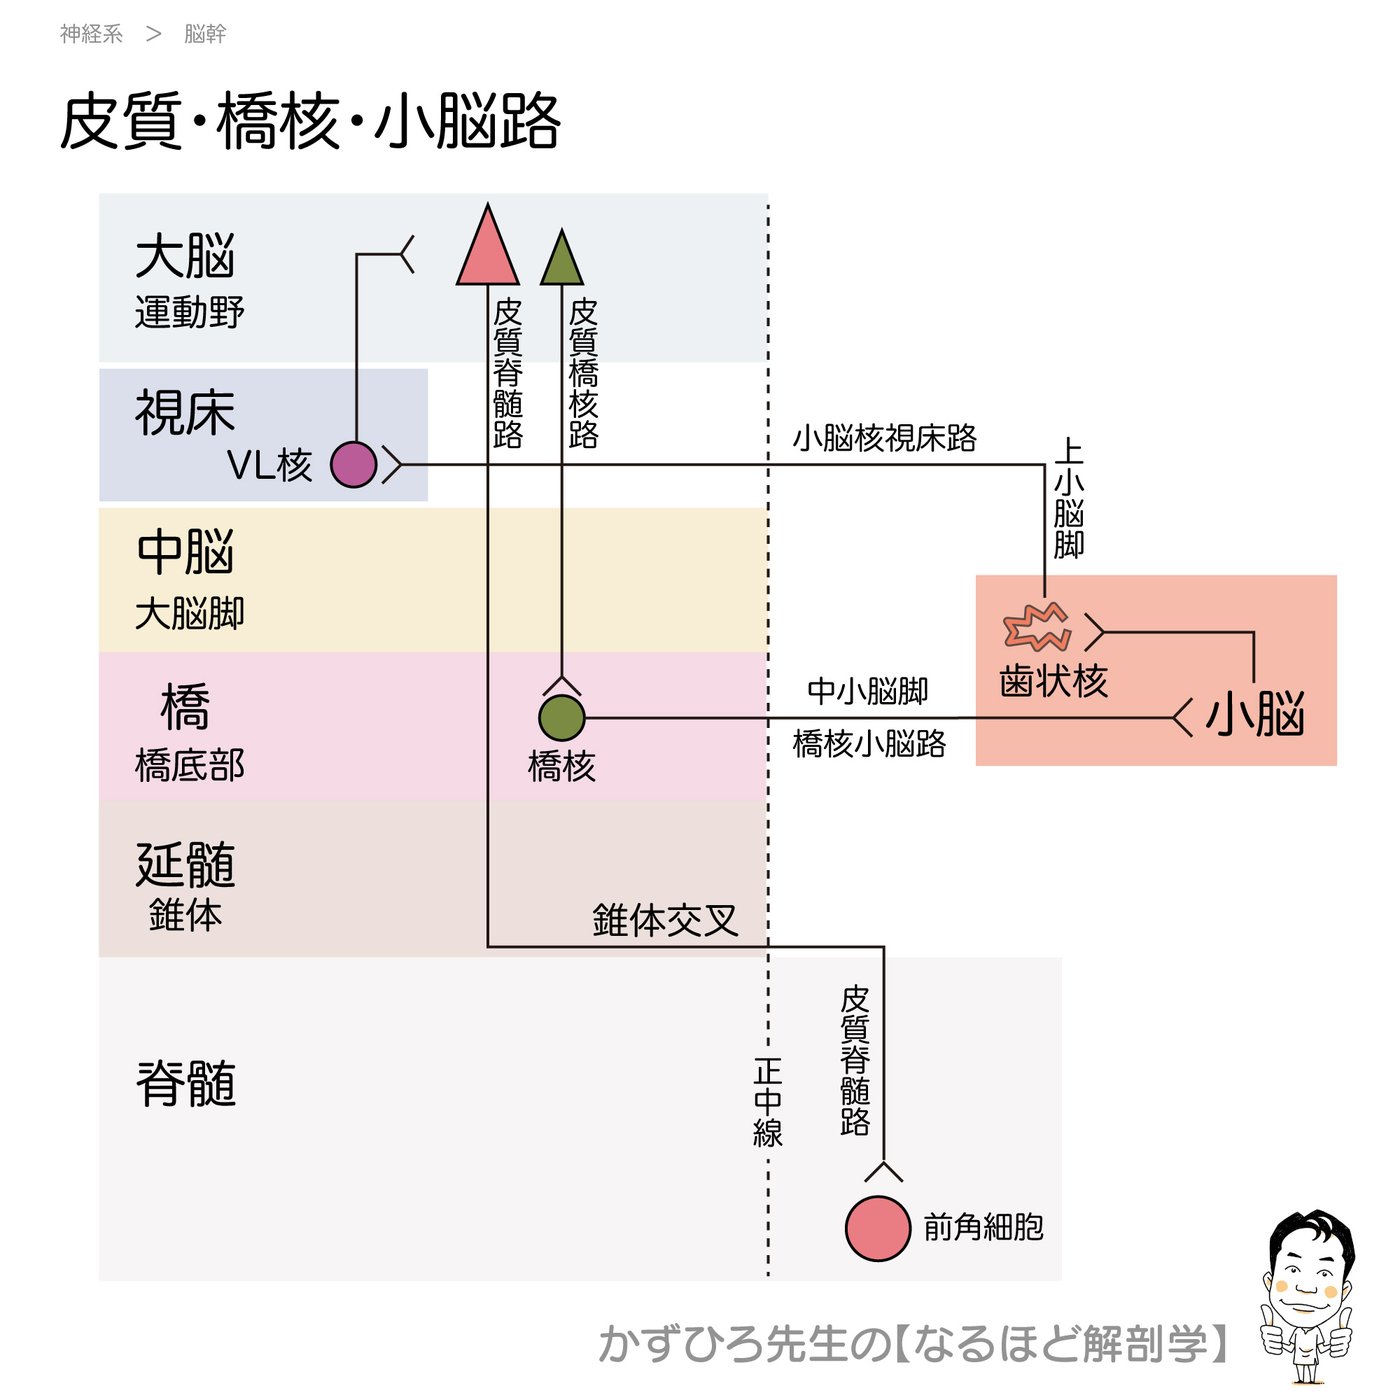 神経系 > 脳幹
皮質・橋核・小脳路
大脳
運動野
皮質脊髄路
皮質橋核路
視床
VL核
小脳核視床路
上小脳脚
中脳
大脳脚
歯状核
小脳
橋
橋底部
橋核
中小脳脚
橋核小脳路
延髄
錐体
錐体交叉
脊髄
正中線
皮質脊髄路
前角細胞
かずひろ先生の【なるほど解剖学】